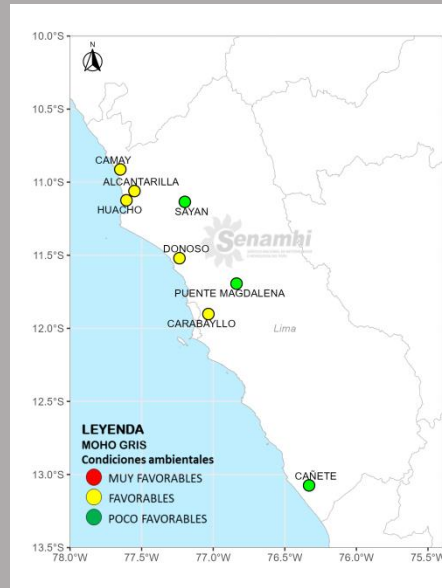 10.0°S
N
10.5°S
CAMAY
11.0°S
ALCANTARILLA
HUACHO
SAYAN
Senamhi
DONOSO
11.5°S
PUENTE MAGDALENA
CARABAYLLO
12.0°S
Lima
12.5°S
LEYENDA
MOHO GRIS
Condiciones ambientales
MUY FAVORABLES
FAVORABLES
POCO FAVORABLES
CAÑETE
13.0°S
13.5°S
78.0°W 77.5°W 77.0°W 76.5°W 76.0°W 75.5°W